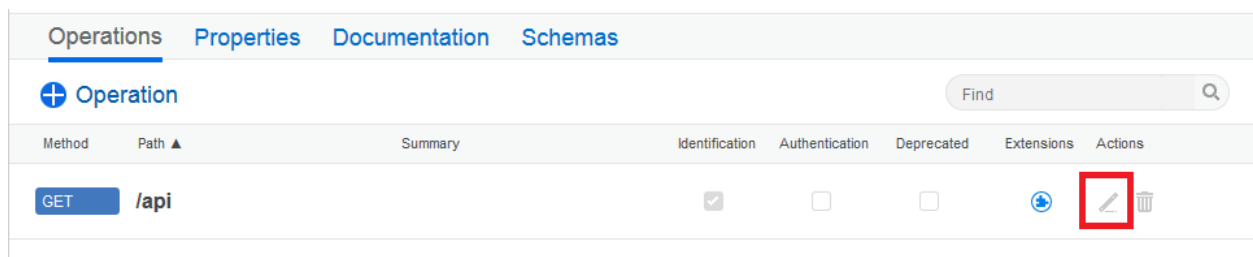 Operations Properties Documentation Schemas
Operation Find
Method Path ▲ Summary Identification Authentication Deprecated Extensions Actions
GET /api